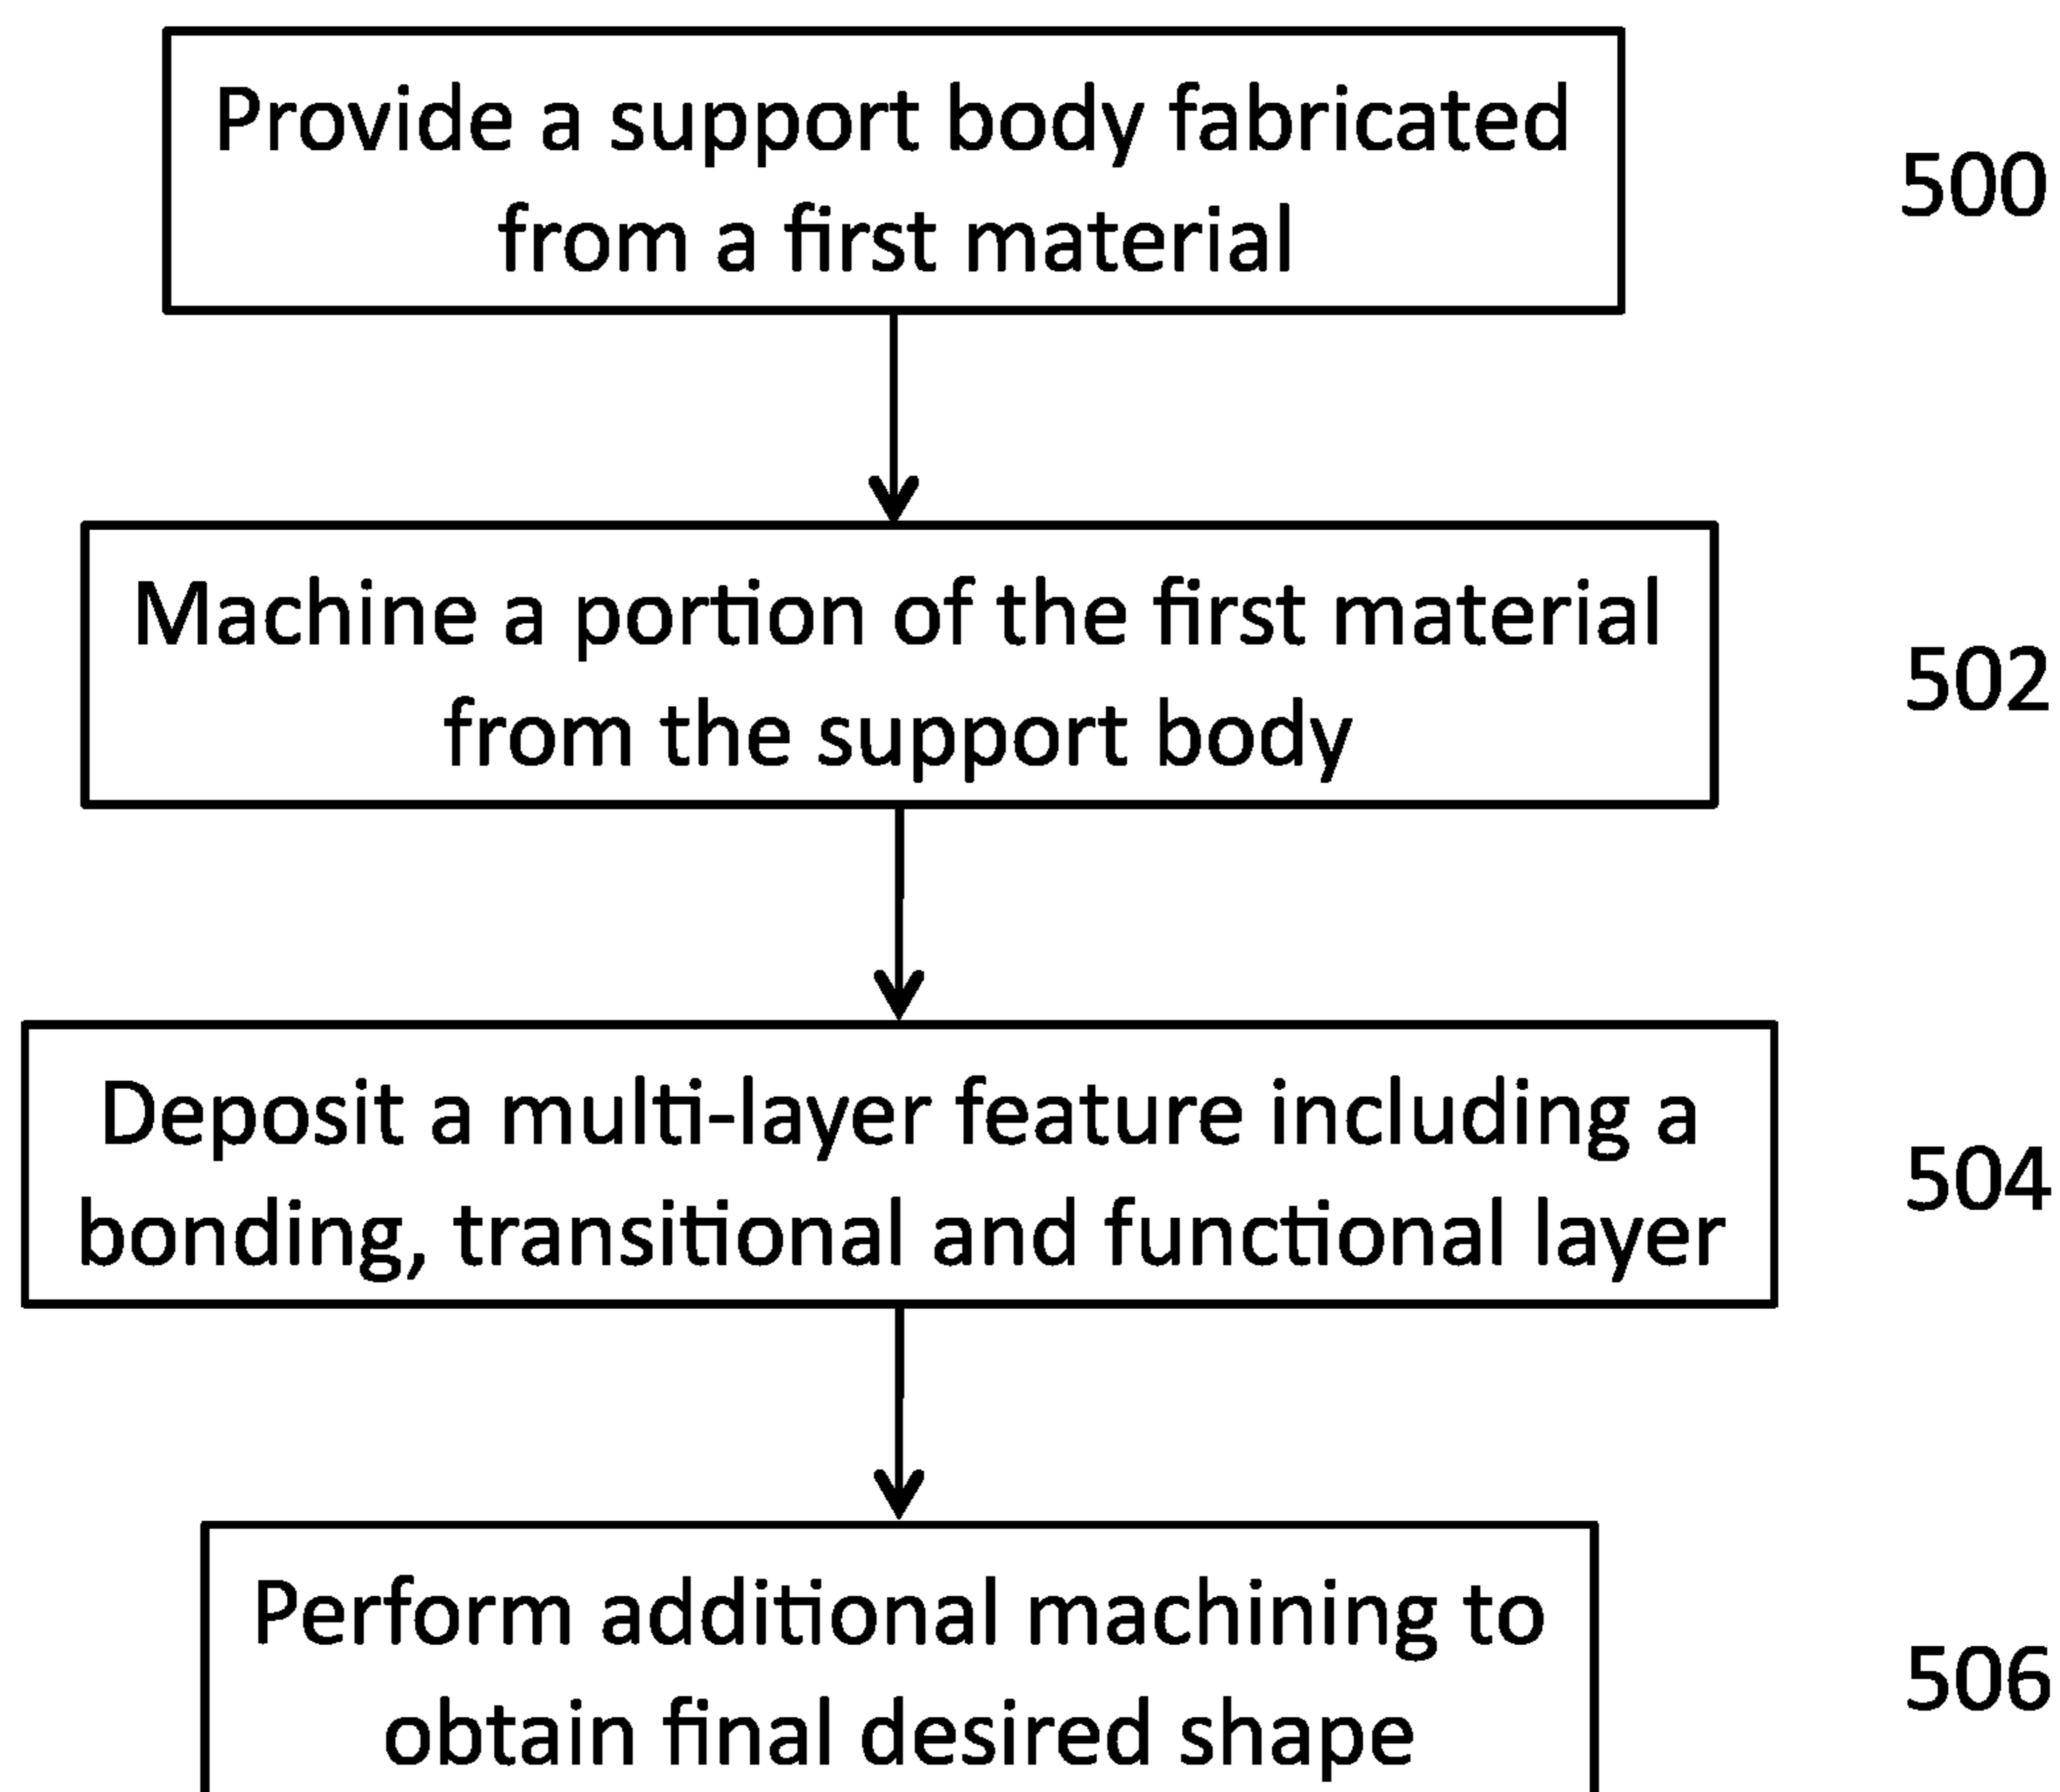 Provide a support body fabricated
from a first material
500
Machine a portion of the first material
from the support body
502
Deposit a multi-layer feature including a
bonding, transitional and functional layer
504
Perform additional machining to
obtain final desired shape
506